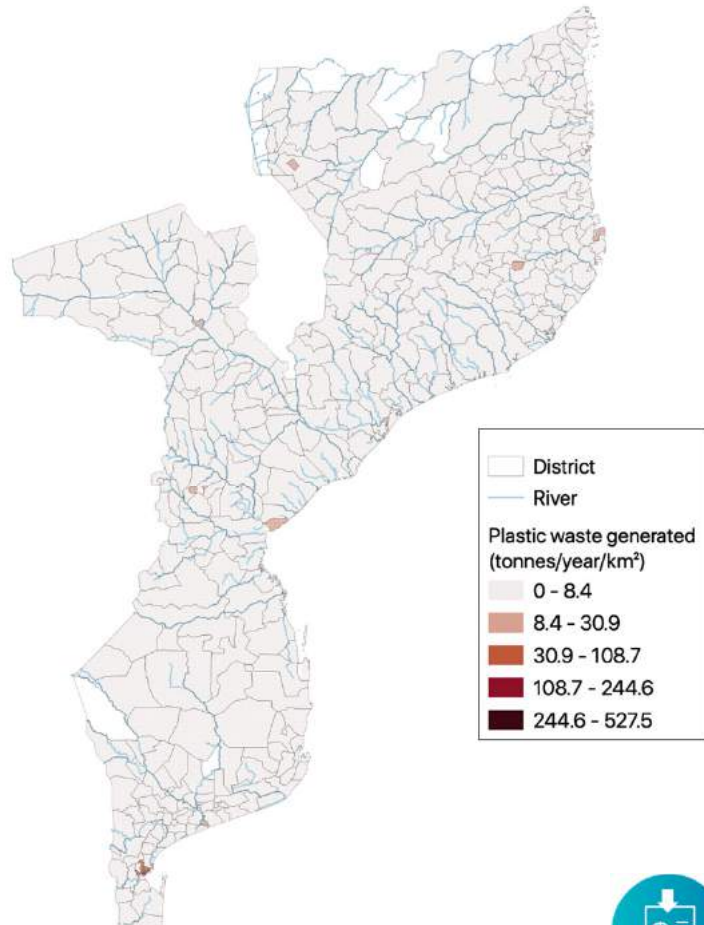 District
River
Plastic waste generated
(tonnes/year/km²)
0 - 8.4
8.4 - 30.9
30.9 - 108.7
108.7 - 244.6
244.6 - 527.5